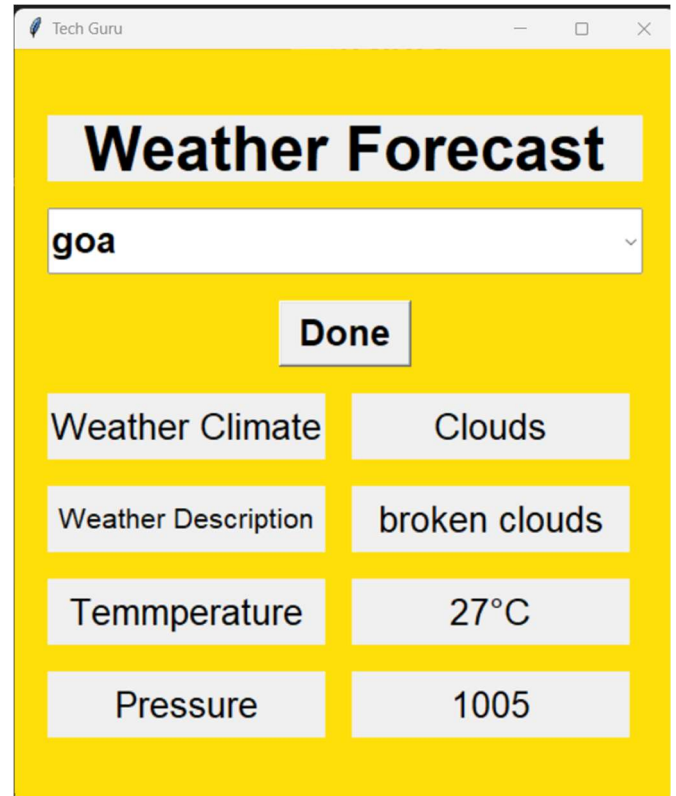 Tech Guru
Weather Forecast
goa
Done
Weather Climate Clouds
Weather Description broken clouds
Temmperature 27°C
Pressure 1005